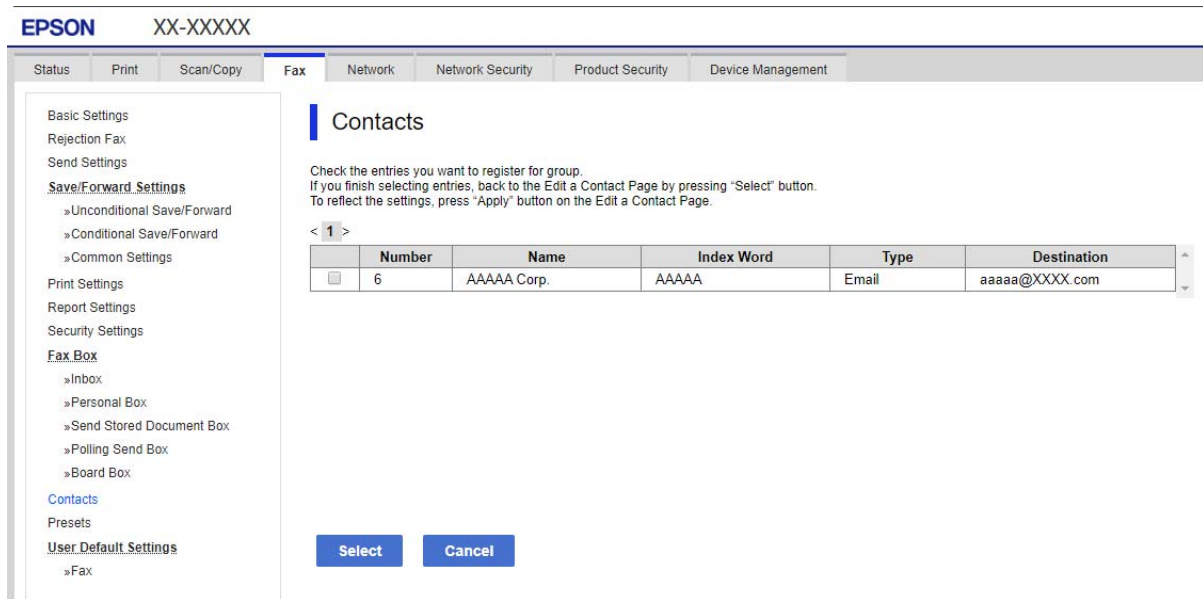 EPSON XX-XXXXX
Status Print Scan/Copy Fax Network Network Security Product Security Device Management
Basic Settings
Rejection Fax
Send Settings
Save/Forward Settings
»Unconditional Save/Forward
»Conditional Save/Forward
»Common Settings
Print Settings
Report Settings
Security Settings
Fax Box
»Inbox
»Personal Box
»Send Stored Document Box
»Polling Send Box
»Board Box
Contacts
Presets
User Default Settings
»Fax
Contacts
Check the entries you want to register for group.
If you finish selecting entries, back to the Edit a Contact Page by pressing “Select” button.
To reflect the settings, press “Apply” button on the Edit a Contact Page.
< 1 >
Number Name Index Word Type Destination
6 AAAAA Corp. AAAAA Email aaaaa@XXXX.com
Select Cancel